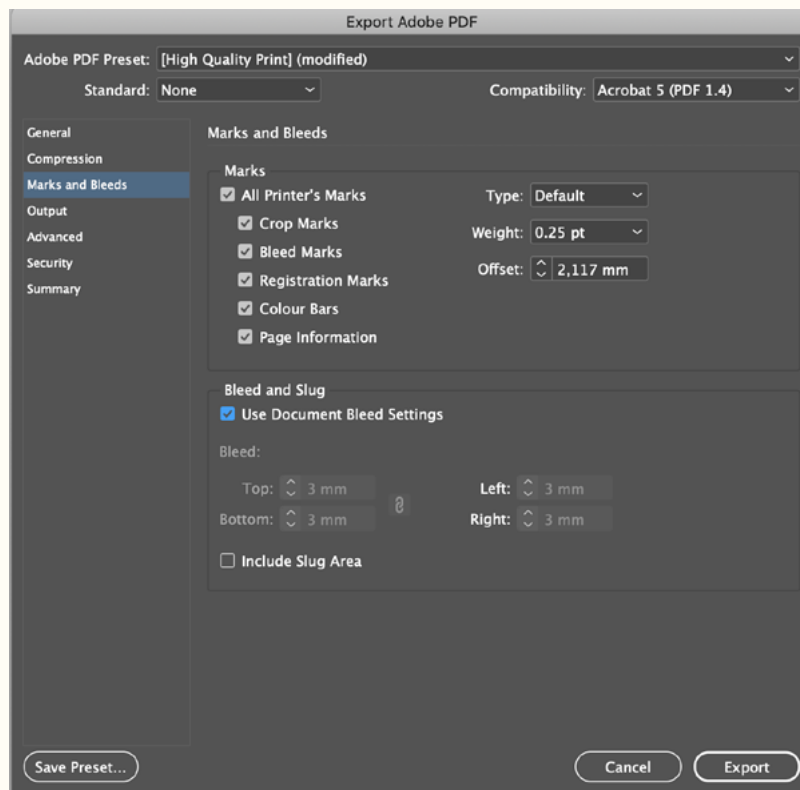 Export Adobe PDF
Adobe PDF Preset: [High Quality Print] (modified)
Standard: None Compatibility: Acrobat 5 (PDF 1.4)
General
Compression
Marks and Bleeds
Output
Advanced
Security
Summary
Marks and Bleeds
Marks
All Printer's Marks
Crop Marks
Bleed Marks
Registration Marks
Colour Bars
Page Information
Type: Default
Weight: 0.25 pt
Offset: 2,117 mm
Bleed and Slug
Use Document Bleed Settings
Bleed:
Top: 3 mm Left: 3 mm
Bottom: 3 mm Right: 3 mm
Include Slug Area
Save Preset... Cancel Export